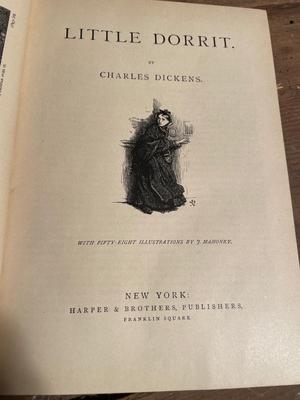 LITTLE DORRIT.
BY
CHARLES DICKENS.
WITH FIFTY-EIGHT ILLUSTRATIONS BY J. MAHONEY.
NEW YORK:
HARPER & BROTHERS, PUBLISHERS,
FRANKLIN SQUARE